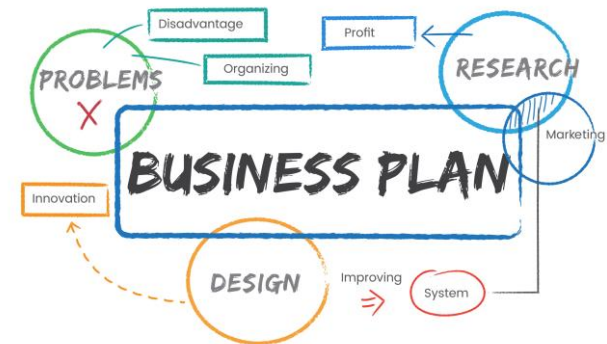 Disadvantage
Profit
Organizing
PROBLEMS
RESEARCH
Marketing
BUSINESS PLAN
Innovation
DESIGN
Improving
System